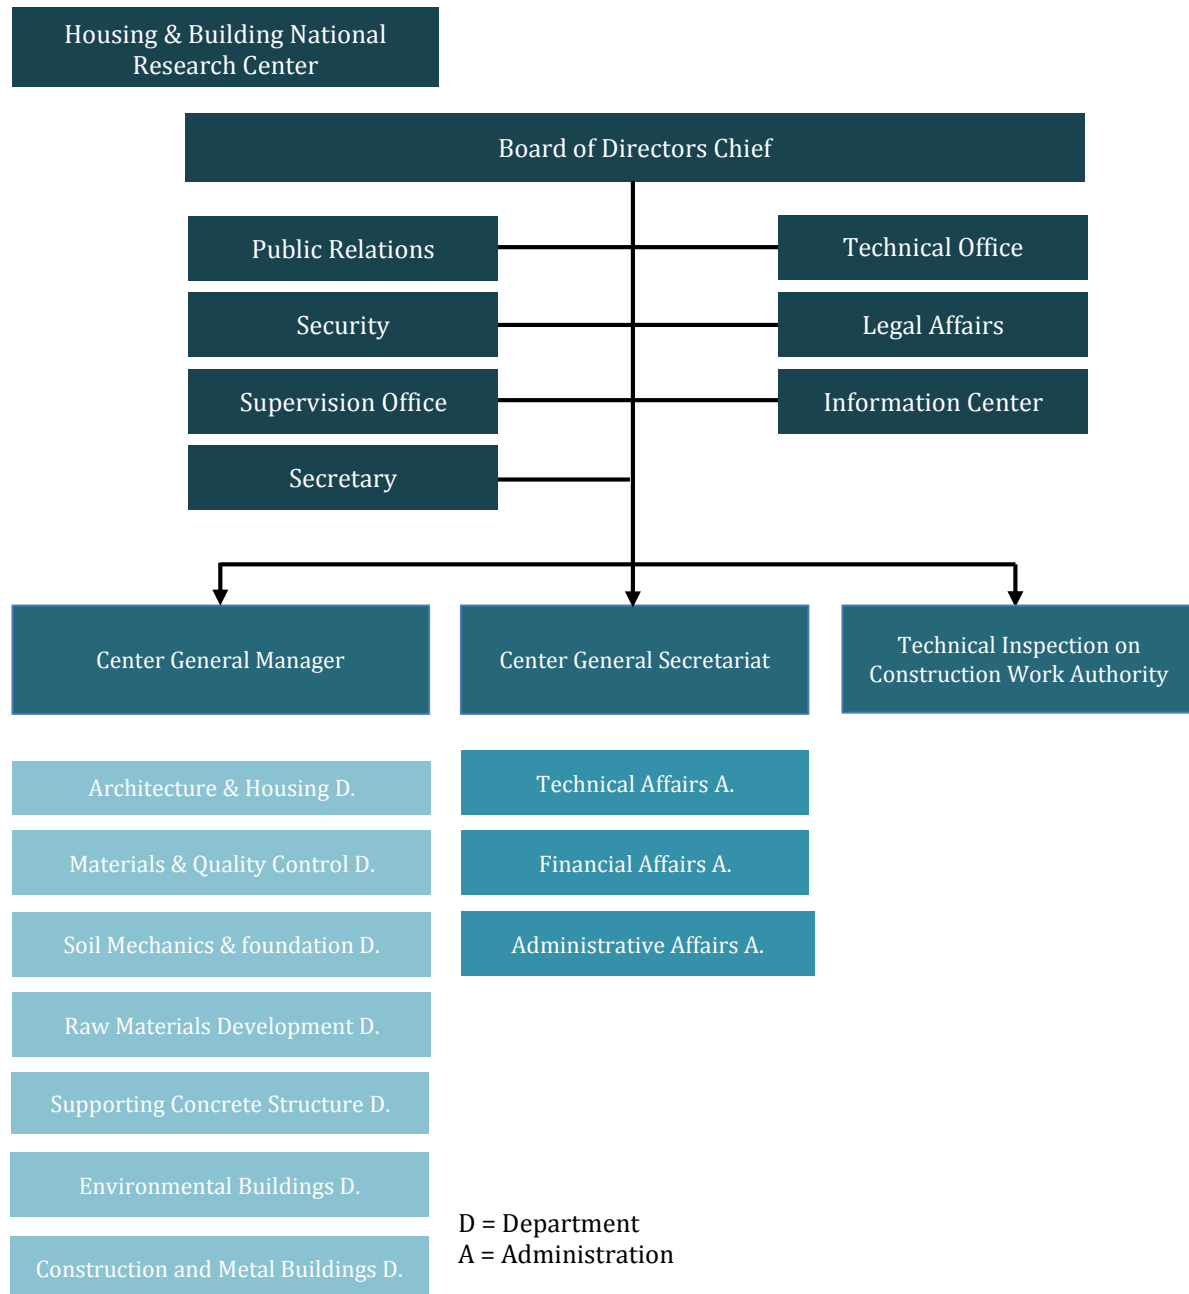 Housing & Building National
Research Center
Board of Directors Chief
Public Relations
Technical Office
Security
Legal Affairs
Supervision Office
Information Center
Secretary
Center General Manager
Center General Secretariat
Technical Inspection on
Construction Work Authority
Architecture & Housing D.
Technical Affairs A.
Materials & Quality Control D.
Financial Affairs A.
Soil Mechanics & foundation D.
Administrative Affairs A.
Raw Materials Development D.
Supporting Concrete Structure D.
Environmental Buildings D.
Construction and Metal Buildings D.
D = Department
A = Administration